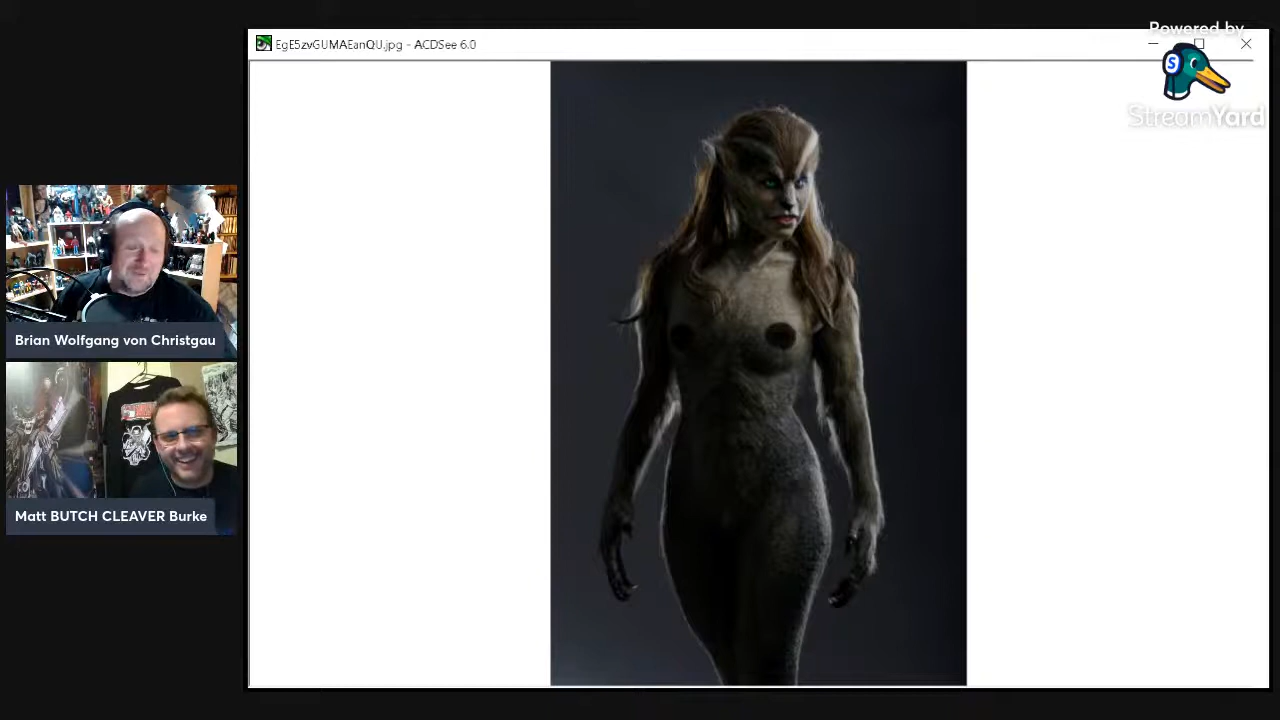 EgE5zvGUMAEanQU.jpg - ACDSee 6.0
Powered by
S
StreamYard
Brian Wolfgang von Christgau
Matt BUTCH CLEAVER Burke